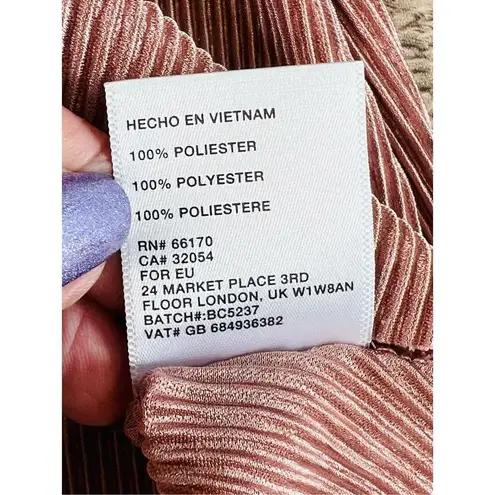 HECHO EN VIETNAM
100% POLIESTER
100% POLYESTER
100% POLIESTERE
RN# 66170
CA# 32054
FOR EU
24 MARKET PLACE 3RD
FLOOR LONDON, UK W1W8AN
BATCH#:BC5237
VAT# GB 684936382